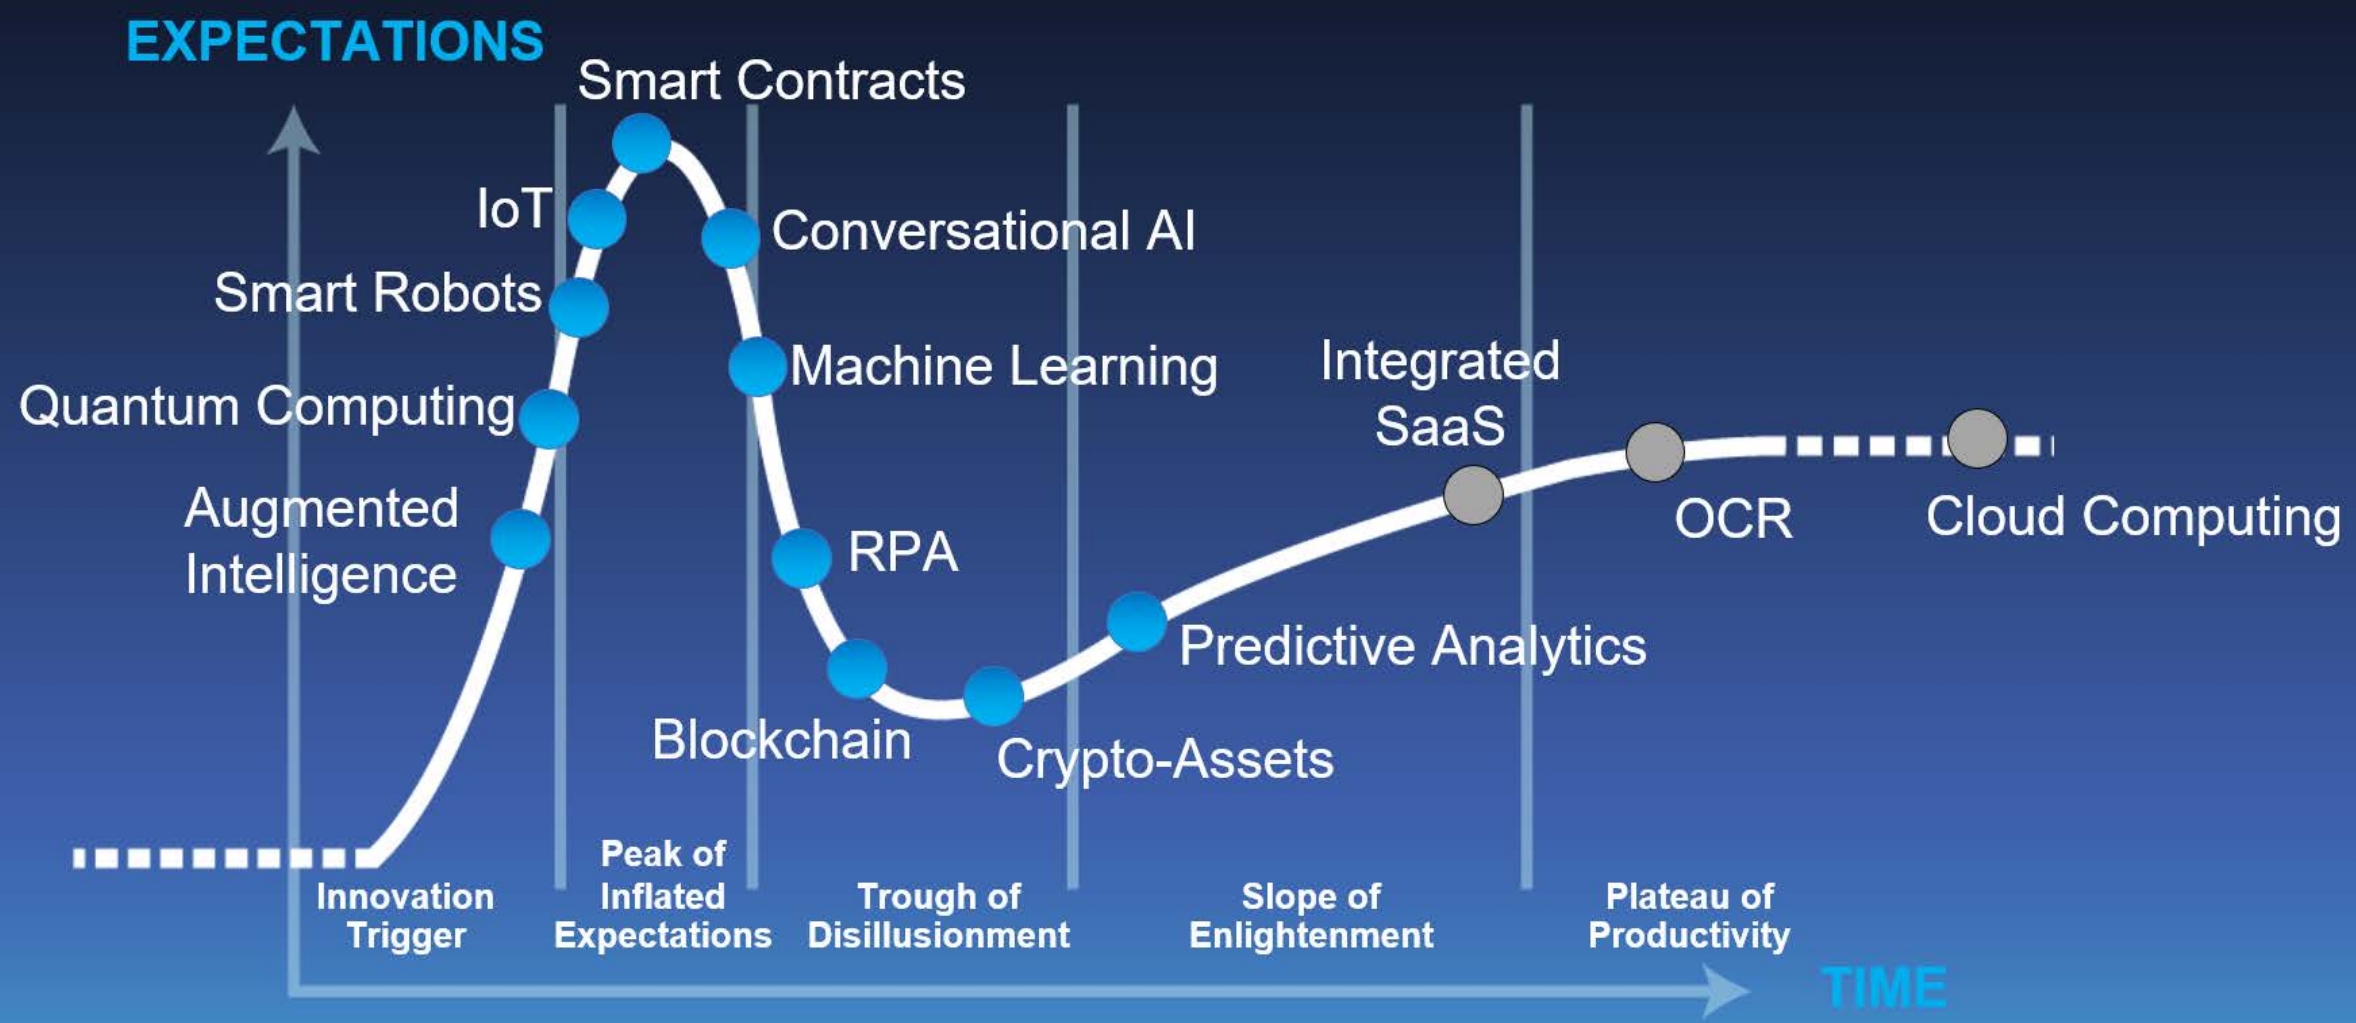 EXPECTATIONS
Smart Contracts
IoT
Conversational AI
Smart Robots
Machine Learning
Quantum Computing
Integrated
SaaS
Augmented
Intelligence
RPA
OCR
Cloud Computing
Predictive Analytics
Blockchain
Crypto-Assets
Innovation
Trigger
Peak of
Inflated
Expectations
Trough of
Disillusionment
Slope of
Enlightenment
Plateau of
Productivity
TIME